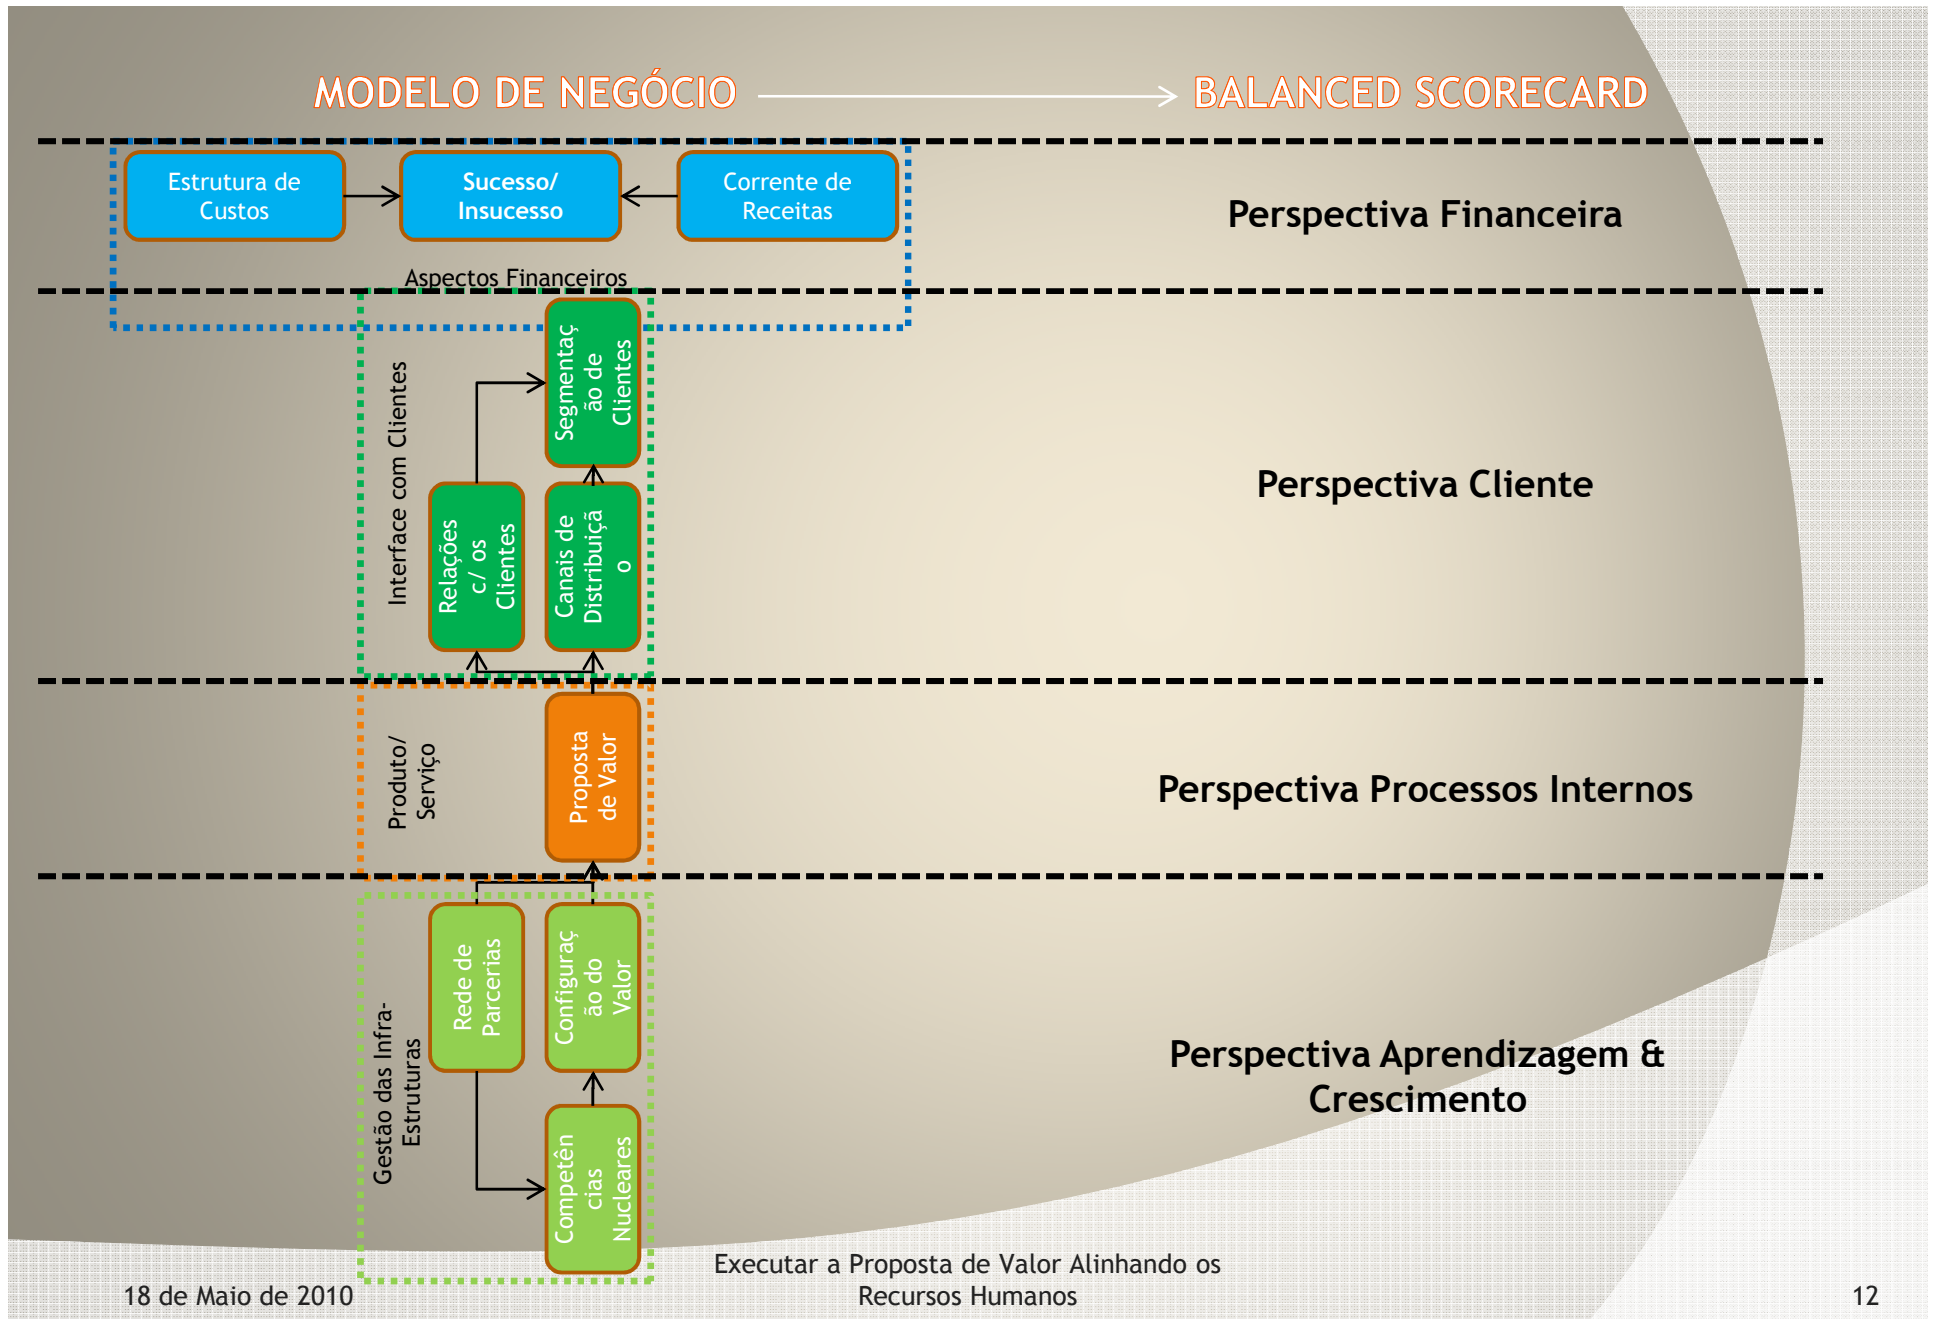 MODELO DE NEGÓCIO
BALANCED SCORECARD
Estrutura de
Custos
Sucesso/
Insucesso
Corrente de
Receitas
Perspectiva Financeira
Aspectos Financeiros
Interface com Clientes
Segmentaç
ão de
Clientes
Relações
c/ os
Clientes
Canais de
Distribuiçã
o
Perspectiva Cliente
Produto/
Serviço
Proposta
de Valor
Perspectiva Processos Internos
Gestão das Infra-
Estruturas
Rede de
Parcerias
Configuraç
ão do
Valor
Competên
cias
Nucleares
Perspectiva Aprendizagem &
Crescimento
18 de Maio de 2010
Executar a Proposta de Valor Alinhando os
Recursos Humanos
12